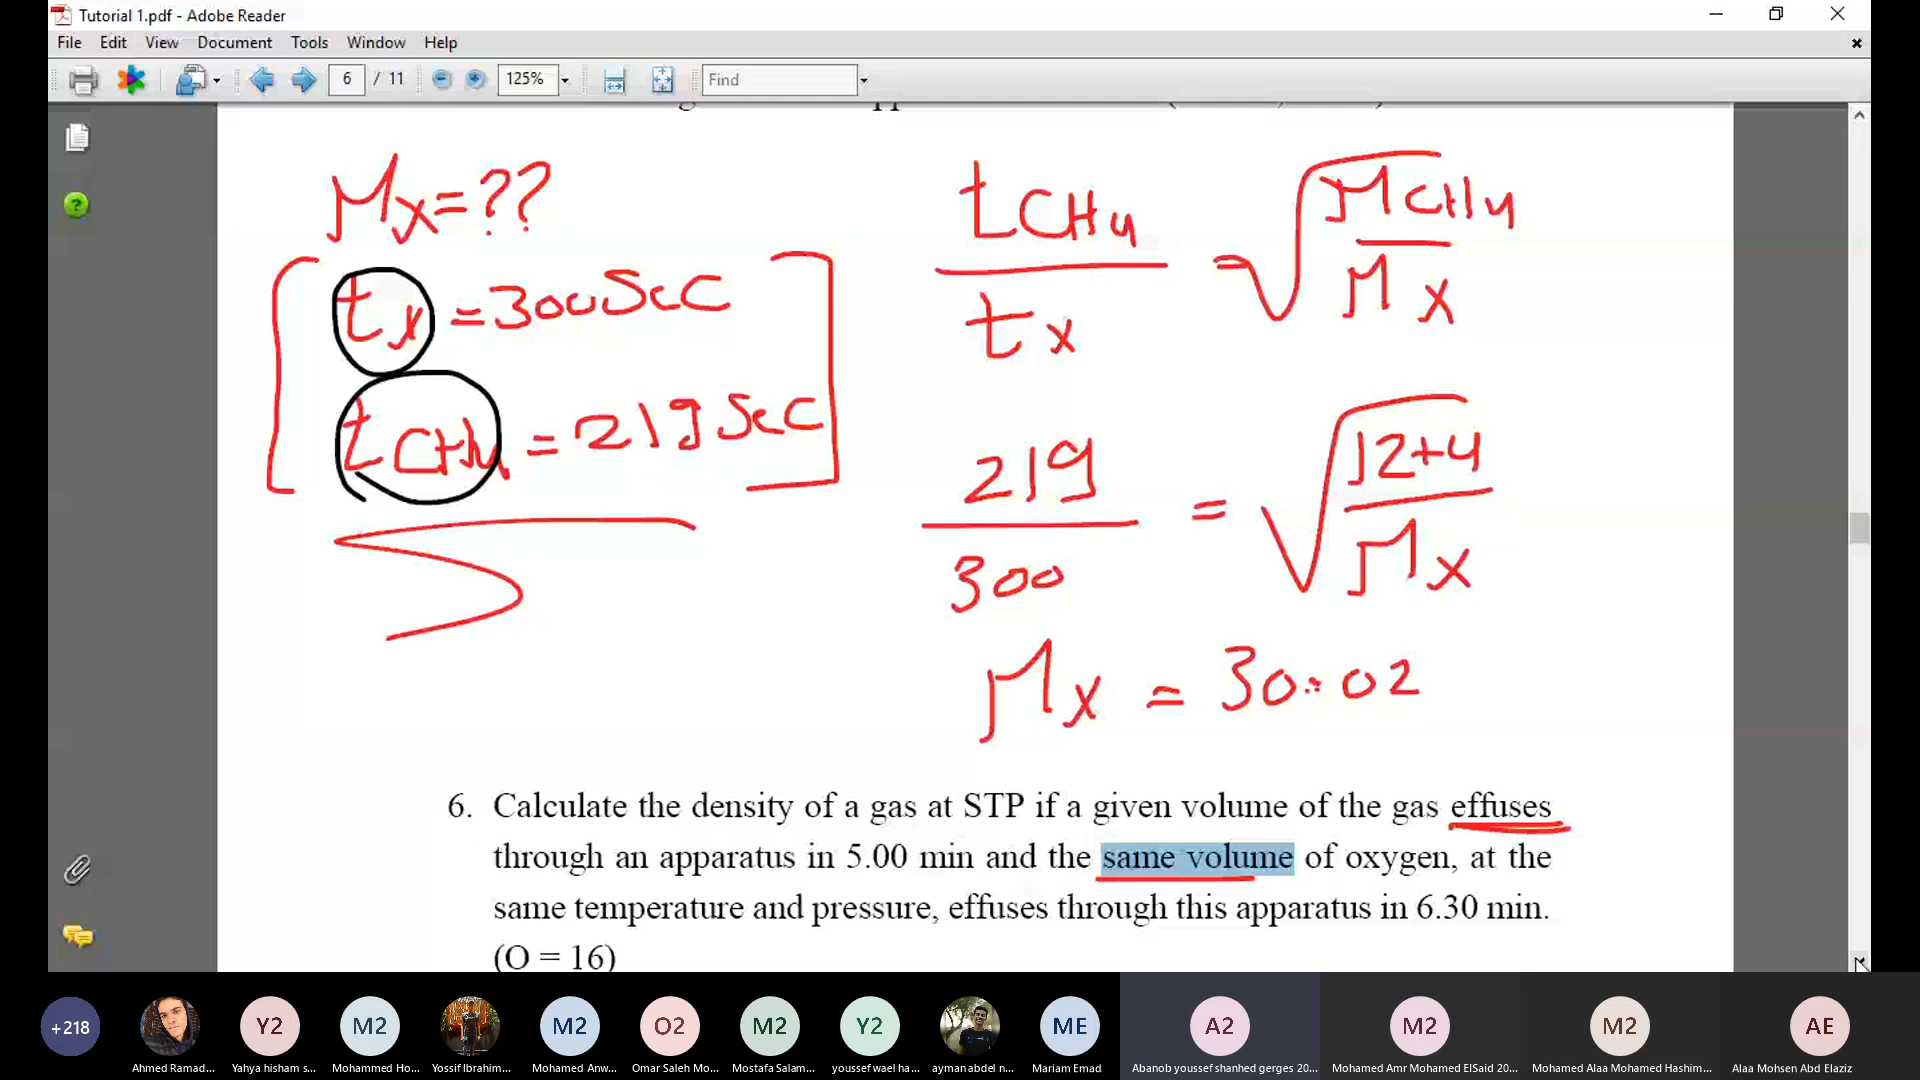 Tutorial 1.pdf - Adobe Reader
File Edit View Document Tools Window Help
6 / 11 125% Find
Mx=??
tx = 300 Sec
tCH4 = 219 Sec
tCH4 / tx = √ MCH4 / Mx
219 / 300 = √ 12+4 / Mx
Mx = 30.02
6. Calculate the density of a gas at STP if a given volume of the gas effuses
through an apparatus in 5.00 min and the same volume of oxygen, at the
same temperature and pressure, effuses through this apparatus in 6.30 min.
(O = 16)
+218 Y2 M2 M2 O2 M2 Y2 ME A2 M2 M2 AE
Ahmed Ramad... Yahya hisham s... Mohammed Ho... Yossif Ibrahim... Mohamed Anw... Omar Saleh Mo... Mostafa Salam... youssef wael ha... ayman abdel n... Mariam Emad Abanob youssef shanhed gerges 20... Mohamed Amr Mohamed ElSaid 20... Mohamed Alaa Mohamed Hashim... Alaa Mohsen Abd Elaziz